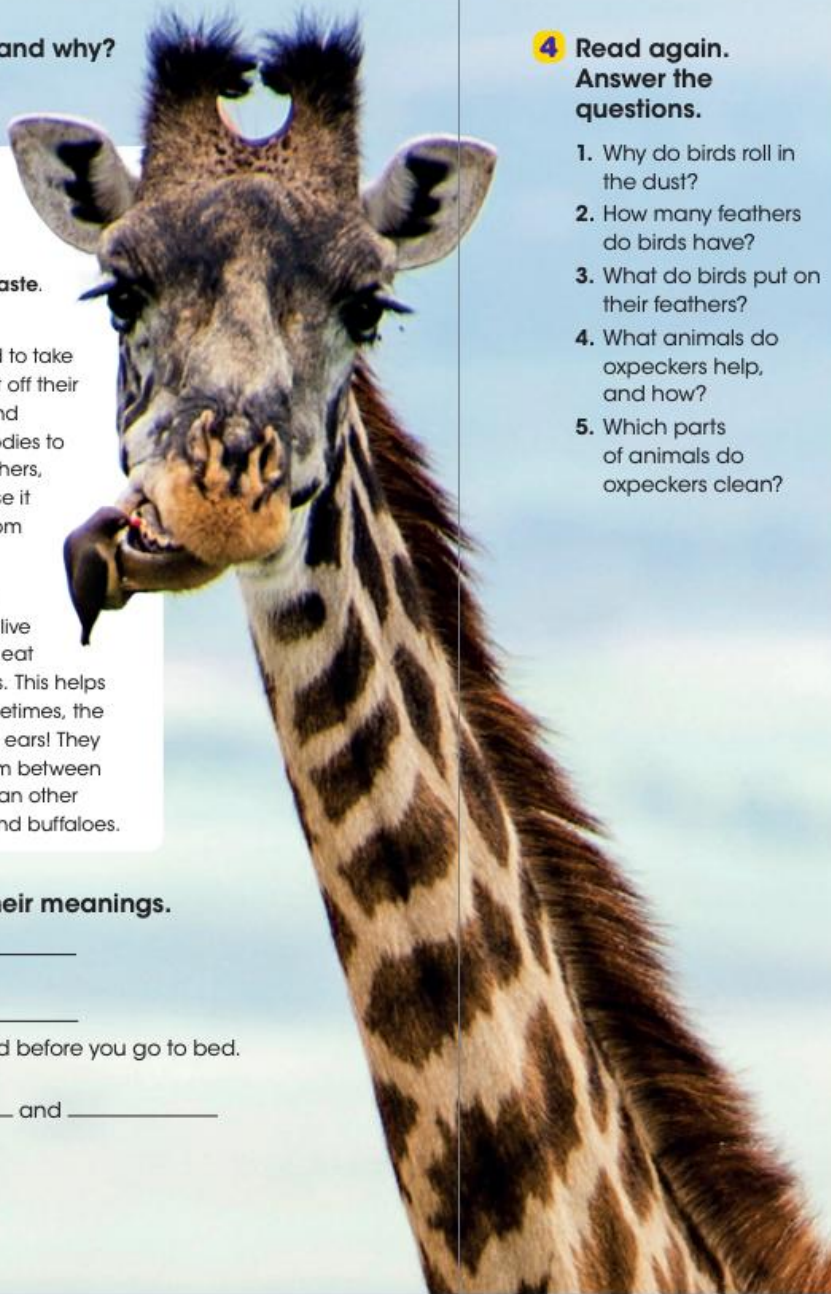 and why?
aste.
to take
off their
nd
dies to
hers,
se it
om
live
eat
s. This helps
etimes, the
ears! They
m between
an other
nd buffaloes.
eir meanings.
d before you go to bed.
and
4 Read again.
Answer the
questions.
1. Why do birds roll in
the dust?
2. How many feathers
do birds have?
3. What do birds put on
their feathers?
4. What animals do
oxpeckers help,
and how?
5. Which parts
of animals do
oxpeckers clean?